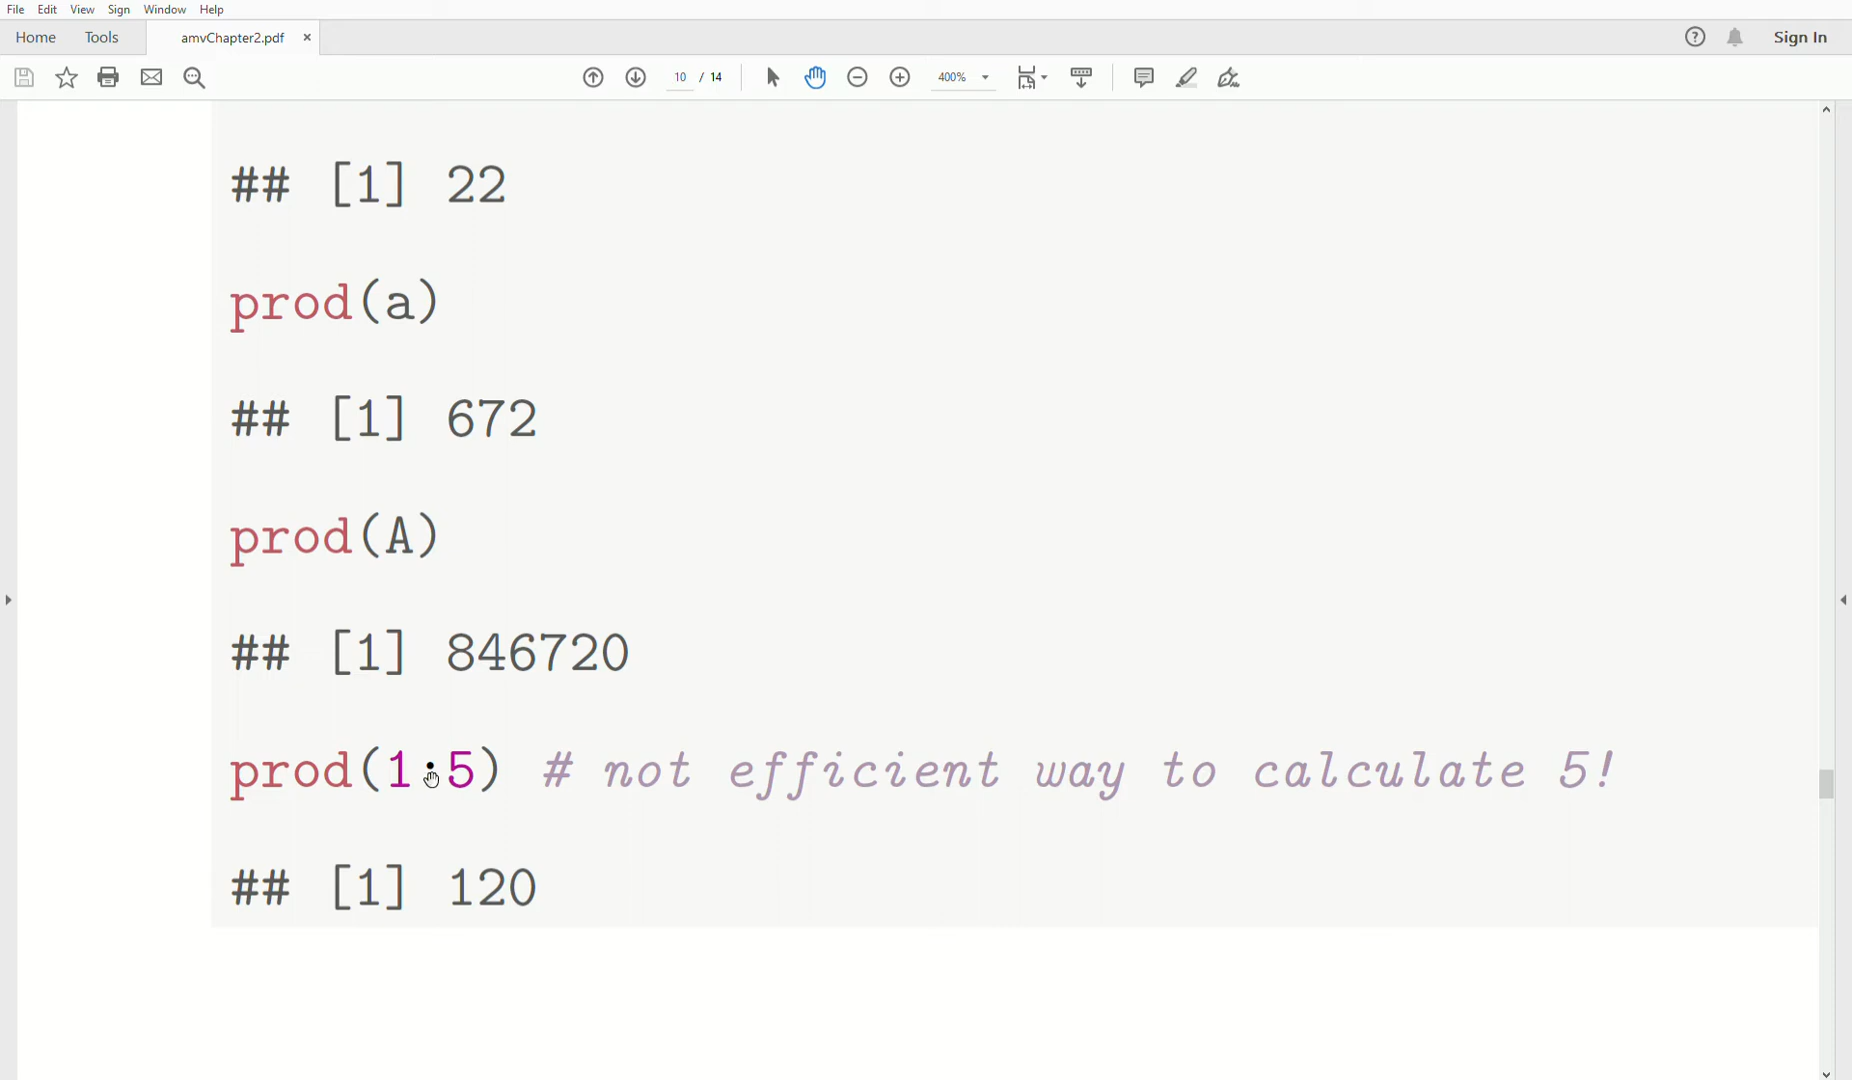 File Edit View Sign Window Help
Home Tools amvChapter2.pdf × Sign In
10 / 14 400%
## [1] 22
prod(a)
## [1] 672
prod(A)
## [1] 846720
prod(1:5) # not efficient way to calculate 5!
## [1] 120